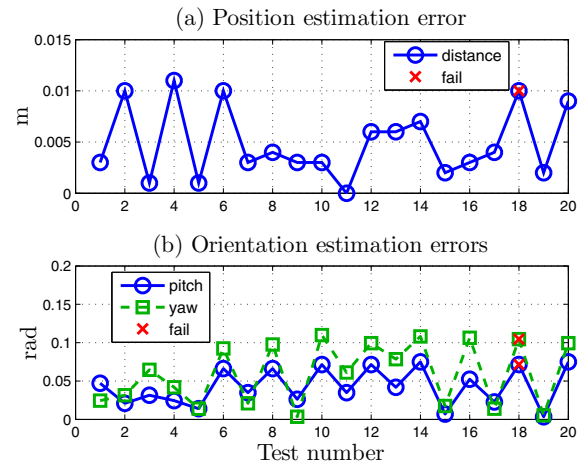 (a) Position estimation error
0.015
0.01
0.005
0
m
distance
fail
2 4 6 8 10 12 14 16 18 20
(b) Orientation estimation errors
0.2
0.15
0.1
0.05
0
rad
pitch
yaw
fail
2 4 6 8 10 12 14 16 18 20
Test number